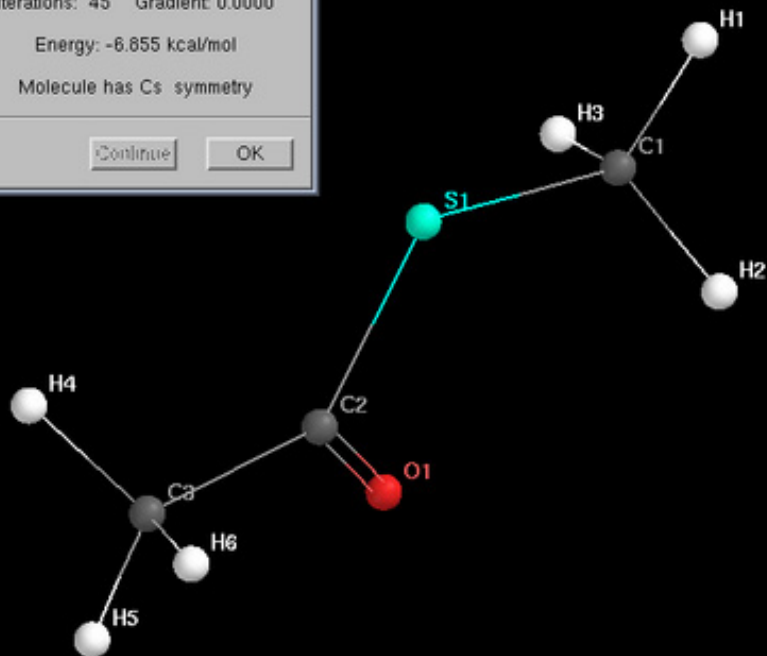 Iterations: 45 Gradient: 0.0000
Energy: -6.855 kcal/mol
Molecule has Cs symmetry
Continue OK
H1
H3
C1
S1
H2
H4
C2
O1
C3
H6
H5